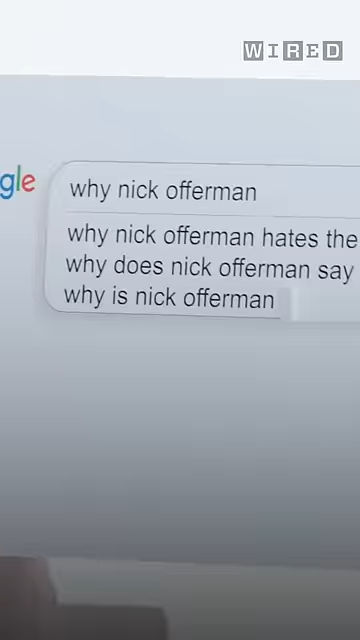 WIRED
gle
why nick offerman
why nick offerman hates the
why does nick offerman say
why is nick offerman